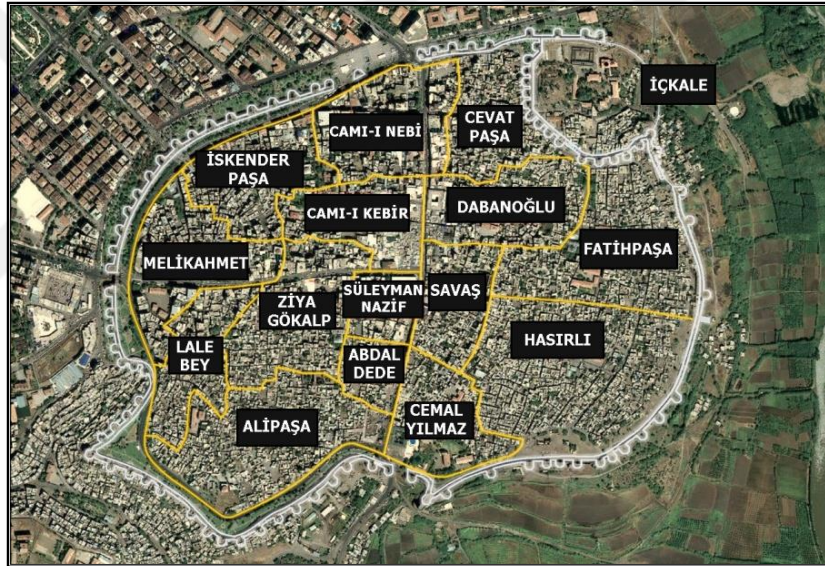 İÇKALE
CAMI-I NEBİ
CEVAT
PAŞA
İSKENDER
PAŞA
CAMI-I KEBİR
DABANOĞLU
FATİHPAŞA
MELİKAHMET
ZİYA
GÖKALP
SÜLEYMAN
NAZİF
SAVAŞ
HASIRLI
LALE
BEY
ABDAL
DEDE
ALİPAŞA
CEMAL
YILMAZ